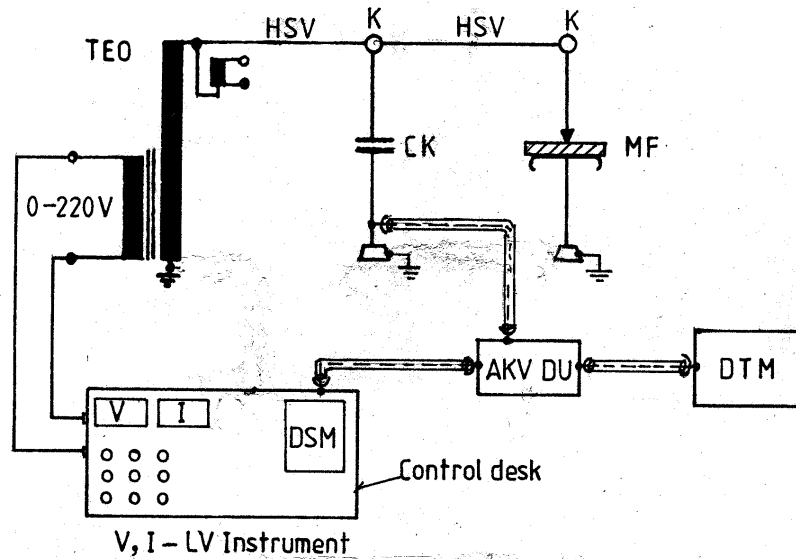 TEO
HSV
K
HSV
K
CK
MF
0-220V
AKV DU
DTM
V
I
DSM
Control desk
V, I - LV Instrument